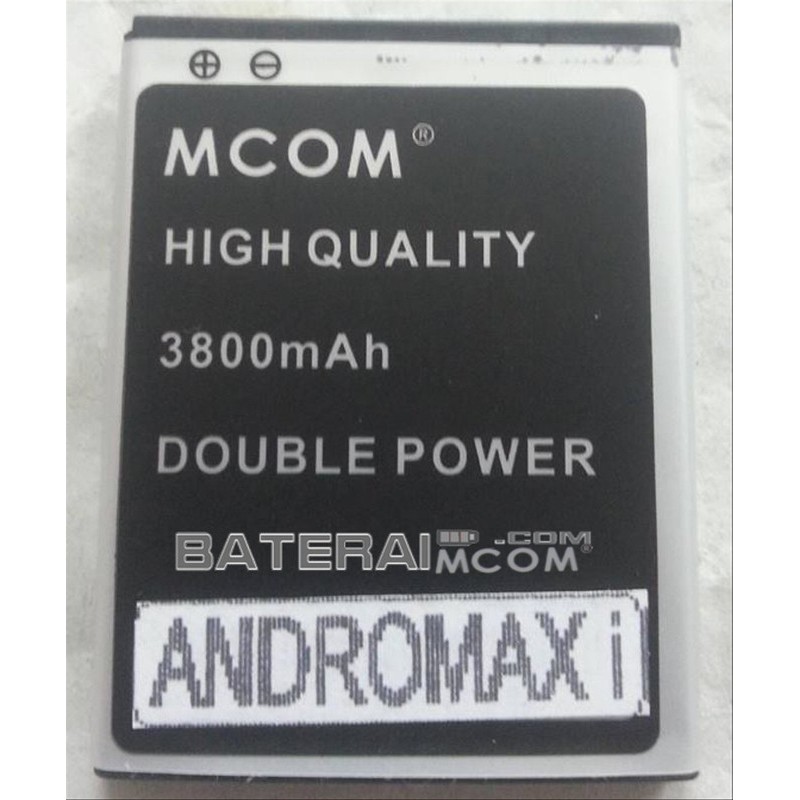 MCOM®
HIGH QUALITY
3800mAh
DOUBLE POWER
BATERAI MCOM® .COM
ANDROMAX i